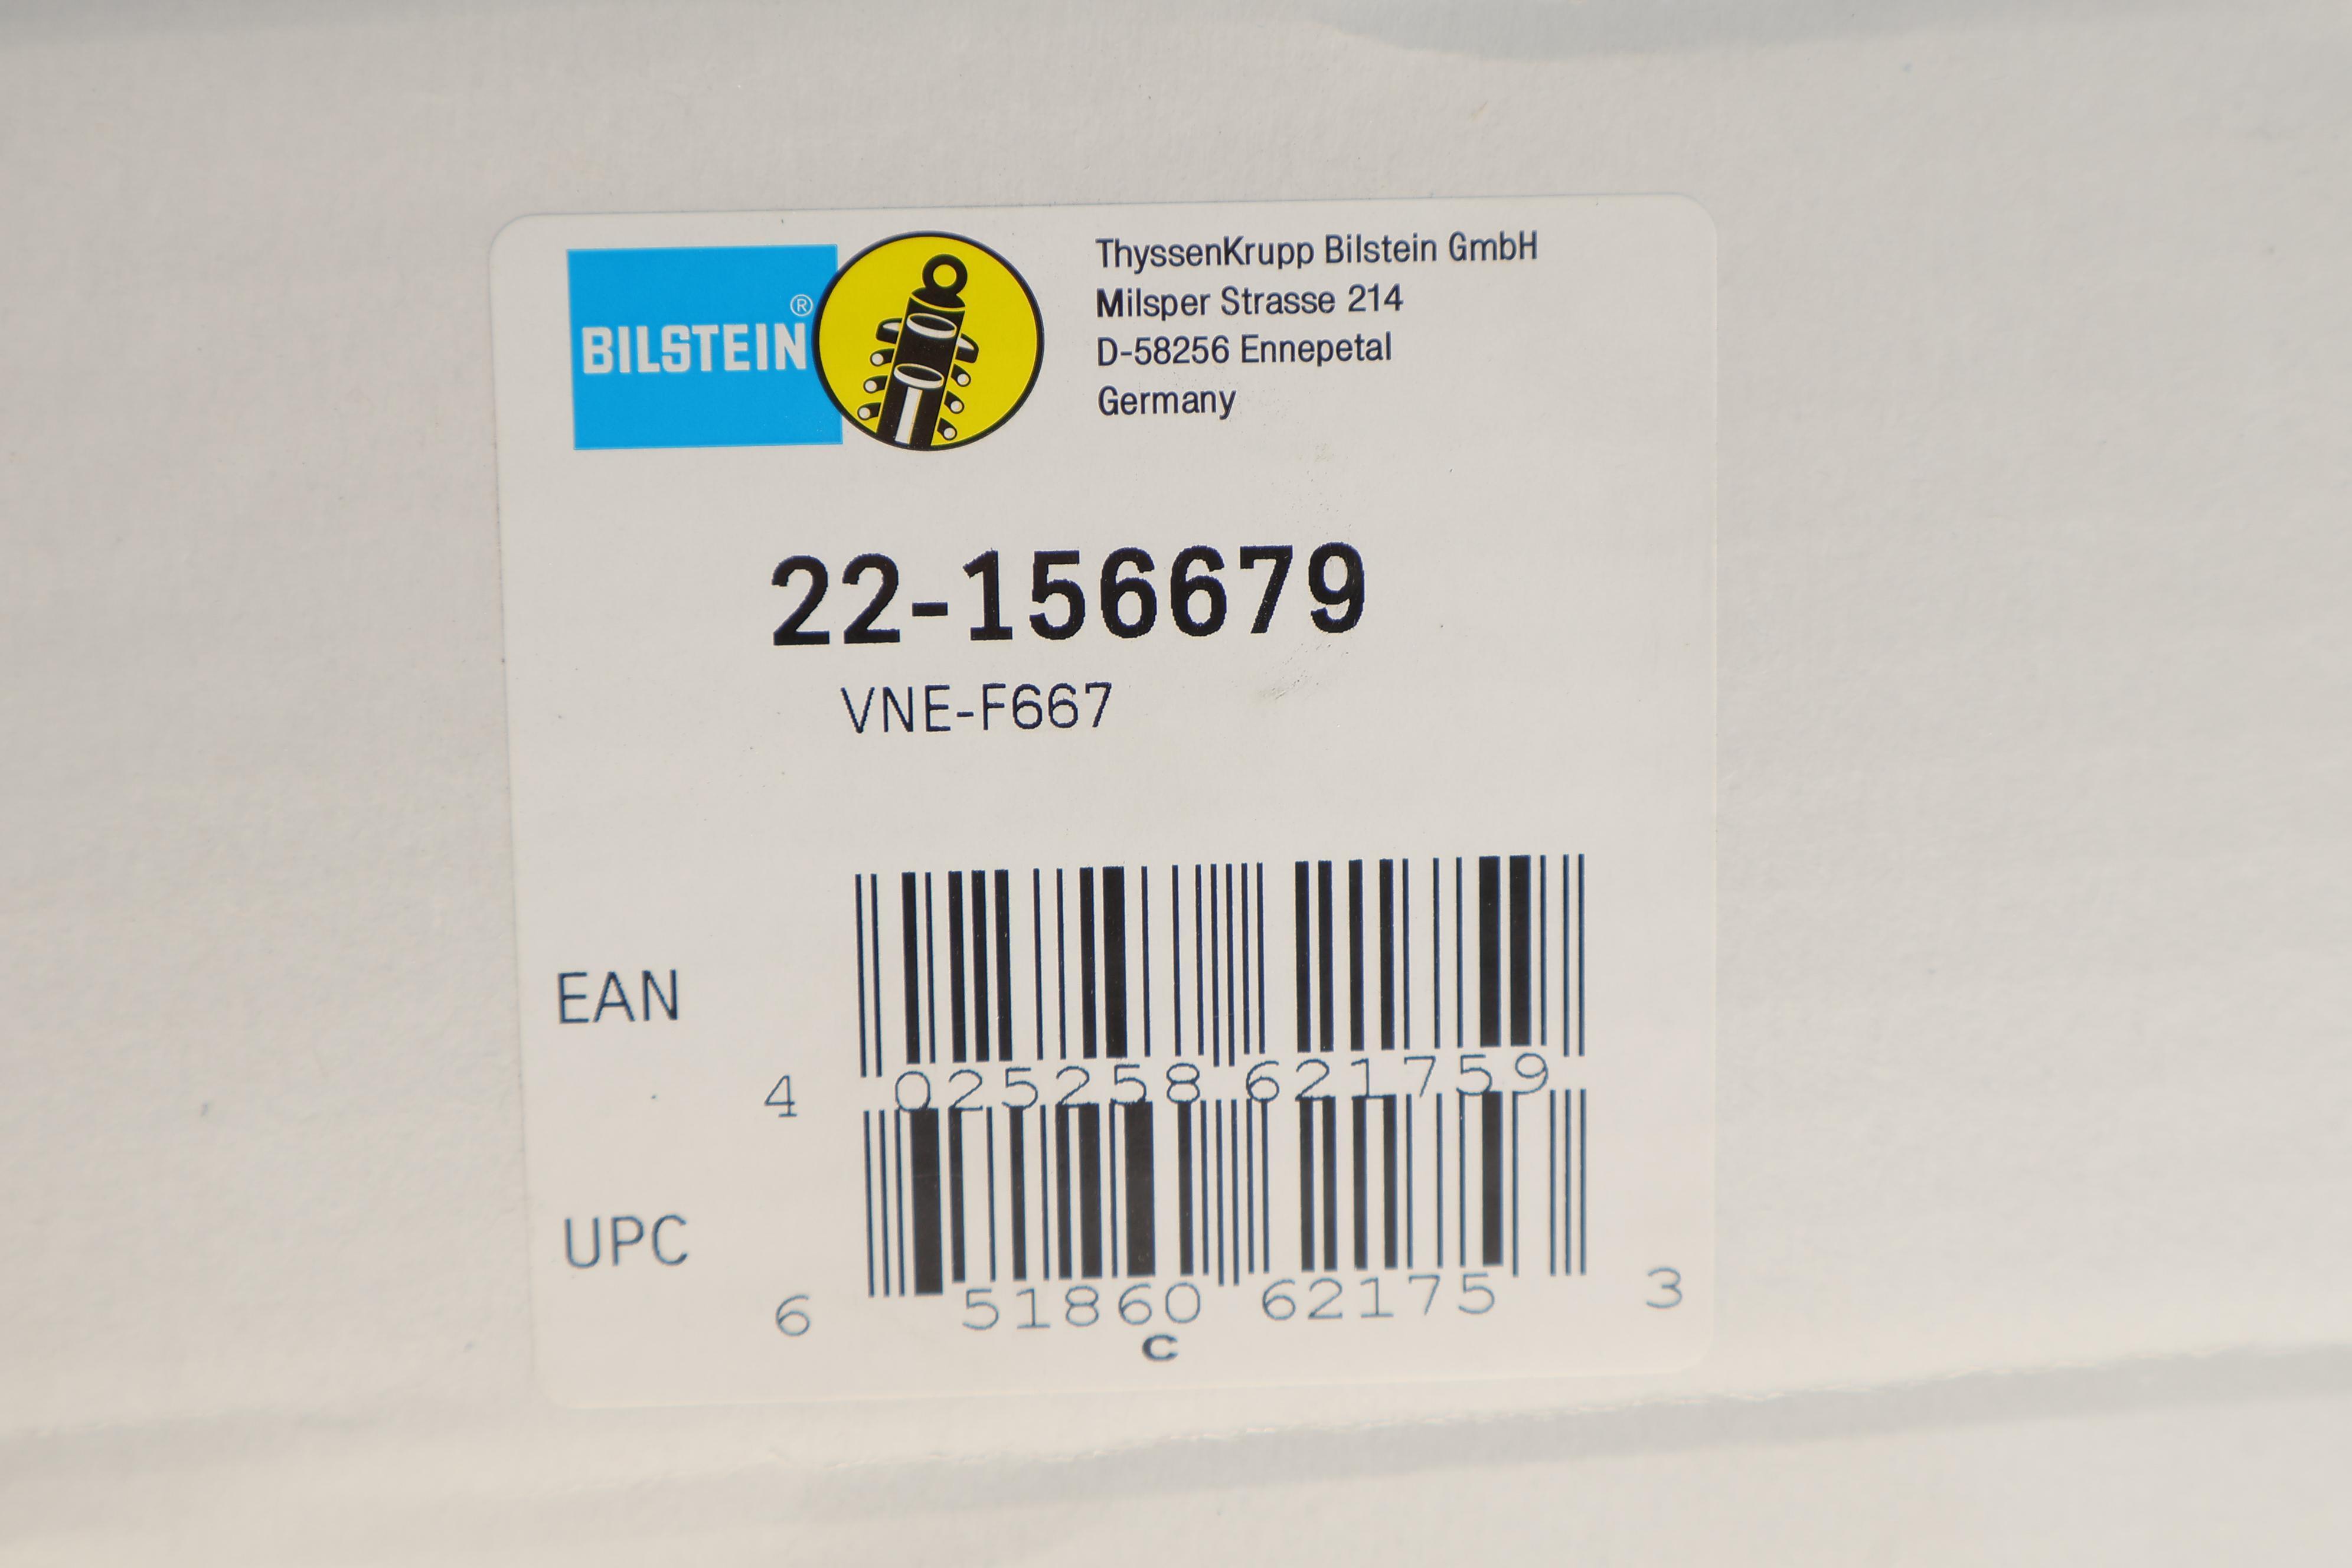 BILSTEIN®
ThyssenKrupp Bilstein GmbH
Milsper Strasse 214
D-58256 Ennepetal
Germany
22-156679
VNE-F667
EAN
4 025258 621759
UPC
6 51860 62175 3
C